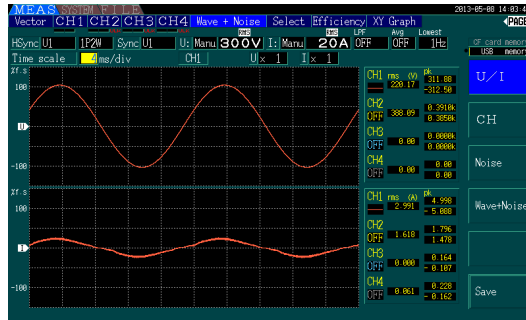 MEAS SYSTEM FILE 2013-05-08 14:03:4
Vector CH1 CH2 CH3 CH4 Wave + Noise Select Efficiency XY Graph PAGE
RMS RMS LPF Avg Lowest
HSync U1 1P2W Sync U1 U: Manu 300V I: Manu 20A OFF OFF 1Hz
CF card memory
USB memory
Time scale 4 ms/div CH1 U x 1 I x 1
%f.s
100
U
-100
CH1 rms (V) pk
220.17 311.88
-312.50
CH2 OFF 388.09 0.3910k
0.3850k
CH3 OFF 0.00 0.0000k
0.0000k
CH4 OFF 0.00 0.00
0.00
%f.s
100
I
-100
CH1 rms (A) pk
2.991 4.998
- 5.088
CH2 OFF 1.618 1.796
1.478
CH3 OFF 0.000 0.164
- 0.107
CH4 OFF 0.061 0.228
- 0.162
U/I
CH
Noise
Wave+Noise
Save